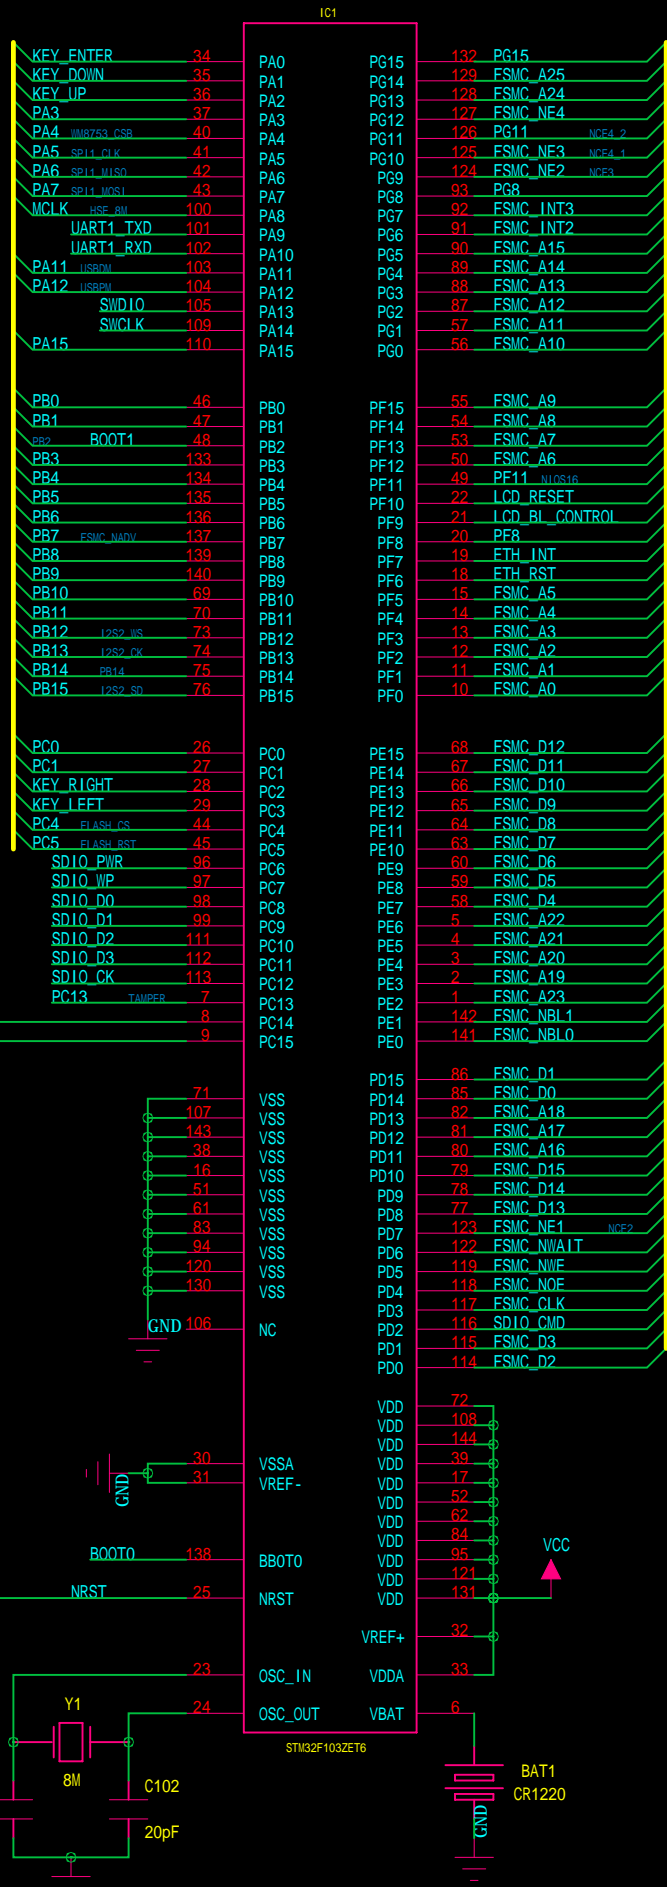 IC1
KEY_ENTER 34 PA0 PG15 132 PG15
KEY_DOWN 35 PA1 PG14 129 FSMC_A25
KEY_UP 36 PA2 PG13 128 FSMC_A24
PA3 37 PA3 PG12 127 FSMC_NE4
PA4 WM8753_CSB 40 PA4 PG11 126 PG11 NCE4_2
PA5 SPI1_CLK 41 PA5 PG10 125 FSMC_NE3 NCE4_1
PA6 SPI1_MISO 42 PA6 PG9 124 FSMC_NE2 NCE3
PA7 SPI1_MOSI 43 PA7 PG8 93 PG8
MCLK HSE_8M 100 PA8 PG7 92 FSMC_INT3
UART1_TXD 101 PA9 PG6 91 FSMC_INT2
UART1_RXD 102 PA10 PG5 90 FSMC_A15
PA11 USBDM 103 PA11 PG4 89 FSMC_A14
PA12 USBPM 104 PA12 PG3 88 FSMC_A13
SWDIO 105 PA13 PG2 87 FSMC_A12
SWCLK 109 PA14 PG1 57 FSMC_A11
PA15 110 PA15 PG0 56 FSMC_A10
PB0 46 PB0 PF15 55 FSMC_A9
PB1 47 PB1 PF14 54 FSMC_A8
PB2 BOOT1 48 PB2 PF13 53 FSMC_A7
PB3 133 PB3 PF12 50 FSMC_A6
PB4 134 PB4 PF11 49 PF11 NIOS16
PB5 135 PB5 PF10 22 LCD_RESET
PB6 136 PB6 PF9 21 LCD_BL_CONTROL
PB7 FSMC_NADV 137 PB7 PF8 20 PF8
PB8 139 PB8 PF7 19 ETH_INT
PB9 140 PB9 PF6 18 ETH_RST
PB10 69 PB10 PF5 15 FSMC_A5
PB11 70 PB11 PF4 14 FSMC_A4
PB12 I2S2_WS 73 PB12 PF3 13 FSMC_A3
PB13 I2S2_CK 74 PB13 PF2 12 FSMC_A2
PB14 PB14 75 PB14 PF1 11 FSMC_A1
PB15 I2S2_SD 76 PB15 PF0 10 FSMC_A0
PC0 26 PC0 PE15 68 FSMC_D12
PC1 27 PC1 PE14 67 FSMC_D11
KEY_RIGHT 28 PC2 PE13 66 FSMC_D10
KEY_LEFT 29 PC3 PE12 65 FSMC_D9
PC4 FLASH_CS 44 PC4 PE11 64 FSMC_D8
PC5 FLASH_RST 45 PC5 PE10 63 FSMC_D7
SDIO_PWR 96 PC6 PE9 60 FSMC_D6
SDIO_WP 97 PC7 PE8 59 FSMC_D5
SDIO_D0 98 PC8 PE7 58 FSMC_D4
SDIO_D1 99 PC9 PE6 5 FSMC_A22
SDIO_D2 111 PC10 PE5 4 FSMC_A21
SDIO_D3 112 PC11 PE4 3 FSMC_A20
SDIO_CK 113 PC12 PE3 2 FSMC_A19
PC13 TAMPER 7 PC13 PE2 1 FSMC_A23
8 PC14 PE1 142 FSMC_NBL1
9 PC15 PE0 141 FSMC_NBL0
PD15 86 FSMC_D1
71 VSS PD14 85 FSMC_D0
107 VSS PD13 82 FSMC_A18
143 VSS PD12 81 FSMC_A17
38 VSS PD11 80 FSMC_A16
16 VSS PD10 79 FSMC_D15
51 VSS PD9 78 FSMC_D14
61 VSS PD8 77 FSMC_D13
83 VSS PD7 123 FSMC_NE1 NCE2
94 VSS PD6 122 FSMC_NWAIT
120 VSS PD5 119 FSMC_NWE
130 VSS PD4 118 FSMC_NOE
PD3 117 FSMC_CLK
GND 106 NC PD2 116 SDIO_CMD
PD1 115 FSMC_D3
PD0 114 FSMC_D2
VDD 72
VDD 108
VDD 144
30 VSSA VDD 39
GND 31 VREF- VDD 17
VDD 52
VDD 62
VDD 84
BOOT0 138 BBOT0 VDD 95
VCC
VDD 121
NRST 25 NRST VDD 131
VREF+ 32
23 OSC_IN VDDA 33
24 OSC_OUT VBAT 6
Y1
STM32F103ZET6
8M
C102
20pF
BAT1
CR1220
GND